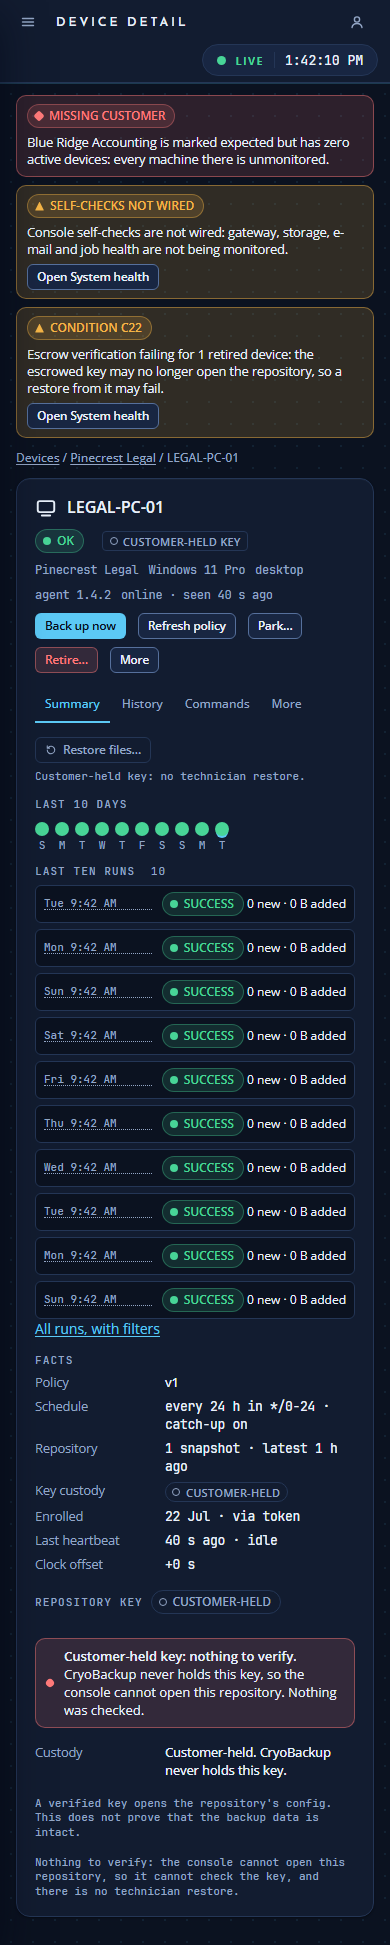 DEVICE DETAIL
LIVE
1:42:10 PM
MISSING CUSTOMER
Blue Ridge Accounting is marked expected but has zero
active devices: every machine there is unmonitored.
SELF-CHECKS NOT WIRED
Console self-checks are not wired: gateway, storage, e-
mail and job health are not being monitored.
Open System health
CONDITION C22
Escrow verification failing for 1 retired device: the
escrowed key may no longer open the repository, so a
restore from it may fail.
Open System health
Devices / Pinecrest Legal / LEGAL-PC-01
LEGAL-PC-01
OK
CUSTOMER-HELD KEY
Pinecrest Legal Windows 11 Pro desktop
agent 1.4.2 online · seen 40 s ago
Back up now
Refresh policy
Park...
Retire...
More
Summary
History
Commands
More
Restore files...
Customer-held key: no technician restore.
LAST 10 DAYS
S M T W T F S S M T
LAST TEN RUNS 10
Tue 9:42 AM SUCCESS 0 new · 0 B added
Mon 9:42 AM SUCCESS 0 new · 0 B added
Sun 9:42 AM SUCCESS 0 new · 0 B added
Sat 9:42 AM SUCCESS 0 new · 0 B added
Fri 9:42 AM SUCCESS 0 new · 0 B added
Thu 9:42 AM SUCCESS 0 new · 0 B added
Wed 9:42 AM SUCCESS 0 new · 0 B added
Tue 9:42 AM SUCCESS 0 new · 0 B added
Mon 9:42 AM SUCCESS 0 new · 0 B added
Sun 9:42 AM SUCCESS 0 new · 0 B added
All runs, with filters
FACTS
Policy v1
Schedule every 24 h in */0-24 ·
catch-up on
Repository 1 snapshot · latest 1 h
ago
Key custody CUSTOMER-HELD
Enrolled 22 Jul · via token
Last heartbeat 40 s ago · idle
Clock offset +0 s
REPOSITORY KEY CUSTOMER-HELD
Customer-held key: nothing to verify.
CryoBackup never holds this key, so the
console cannot open this repository. Nothing
was checked.
Custody Customer-held. CryoBackup
never holds this key.
A verified key opens the repository's config.
This does not prove that the backup data is
intact.
Nothing to verify: the console cannot open this
repository, so it cannot check the key, and
there is no technician restore.